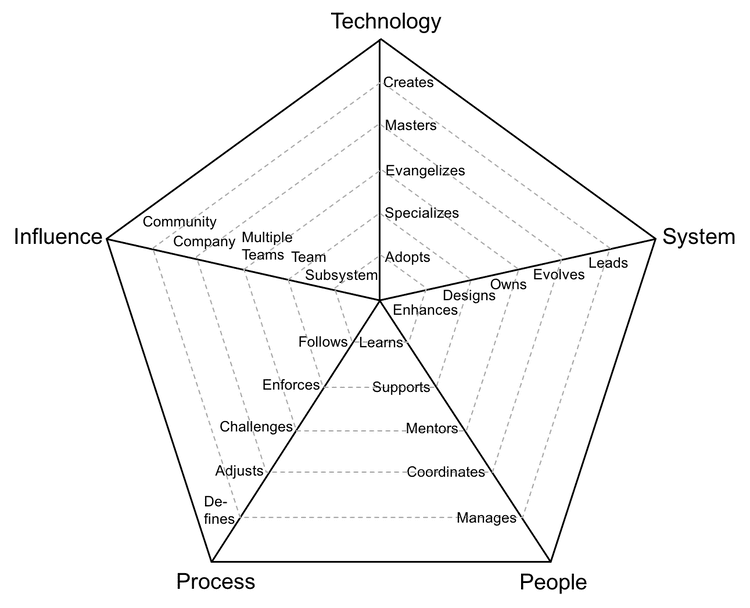 Technology
Creates
Masters
Evangelizes
Specializes
Adopts
Influence
Community
Company
Multiple
Teams
Team
Subsystem
System
Leads
Evolves
Owns
Designs
Enhances
Follows
Learns
Enforces
Supports
Challenges
Mentors
Adjusts
Coordinates
De-
fines
Manages
Process
People